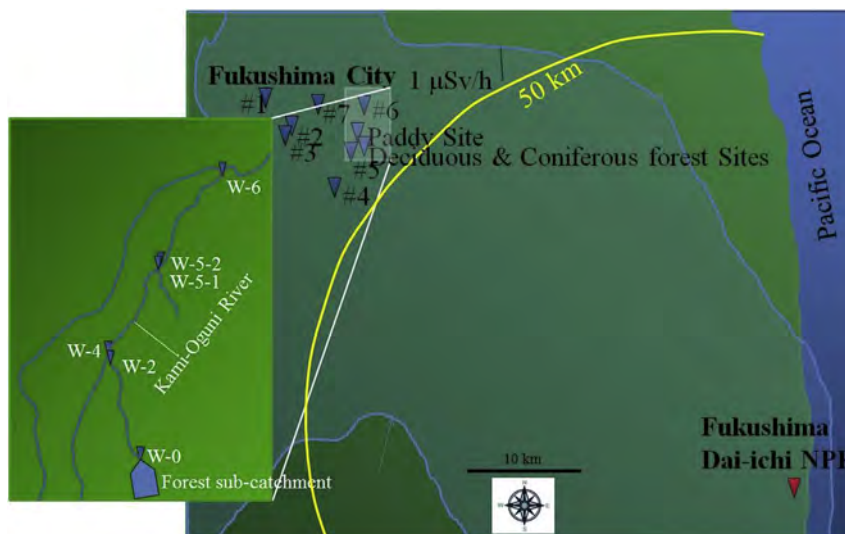 Fukushima City
1 μSv/h
50 km
#1
#7
#6
#2
#3
Paddy Site
Deciduous & Coniferous forest Sites
#5
#4
Pacific Ocean
W-6
W-5-2
W-5-1
Kami-Oguni River
W-4
W-2
W-0
Forest sub-catchment
10 km
Fukushima
Dai-ichi NPP
N
W
E
S